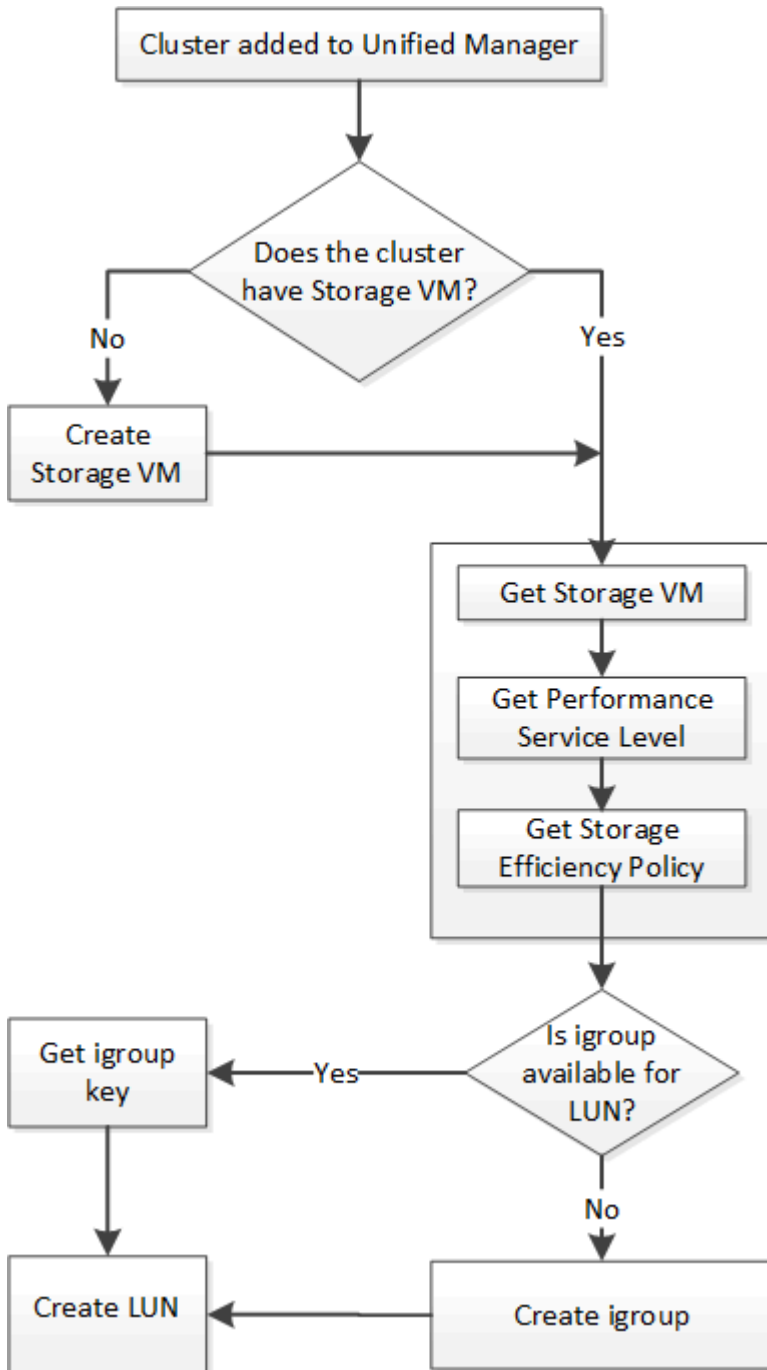 Cluster added to Unified Manager
Does the cluster
have Storage VM?
No
Yes
Create
Storage VM
Get Storage VM
Get Performance
Service Level
Get Storage
Efficiency Policy
Is igroup
available for
LUN?
Yes
Get igroup
key
No
Create LUN
Create igroup